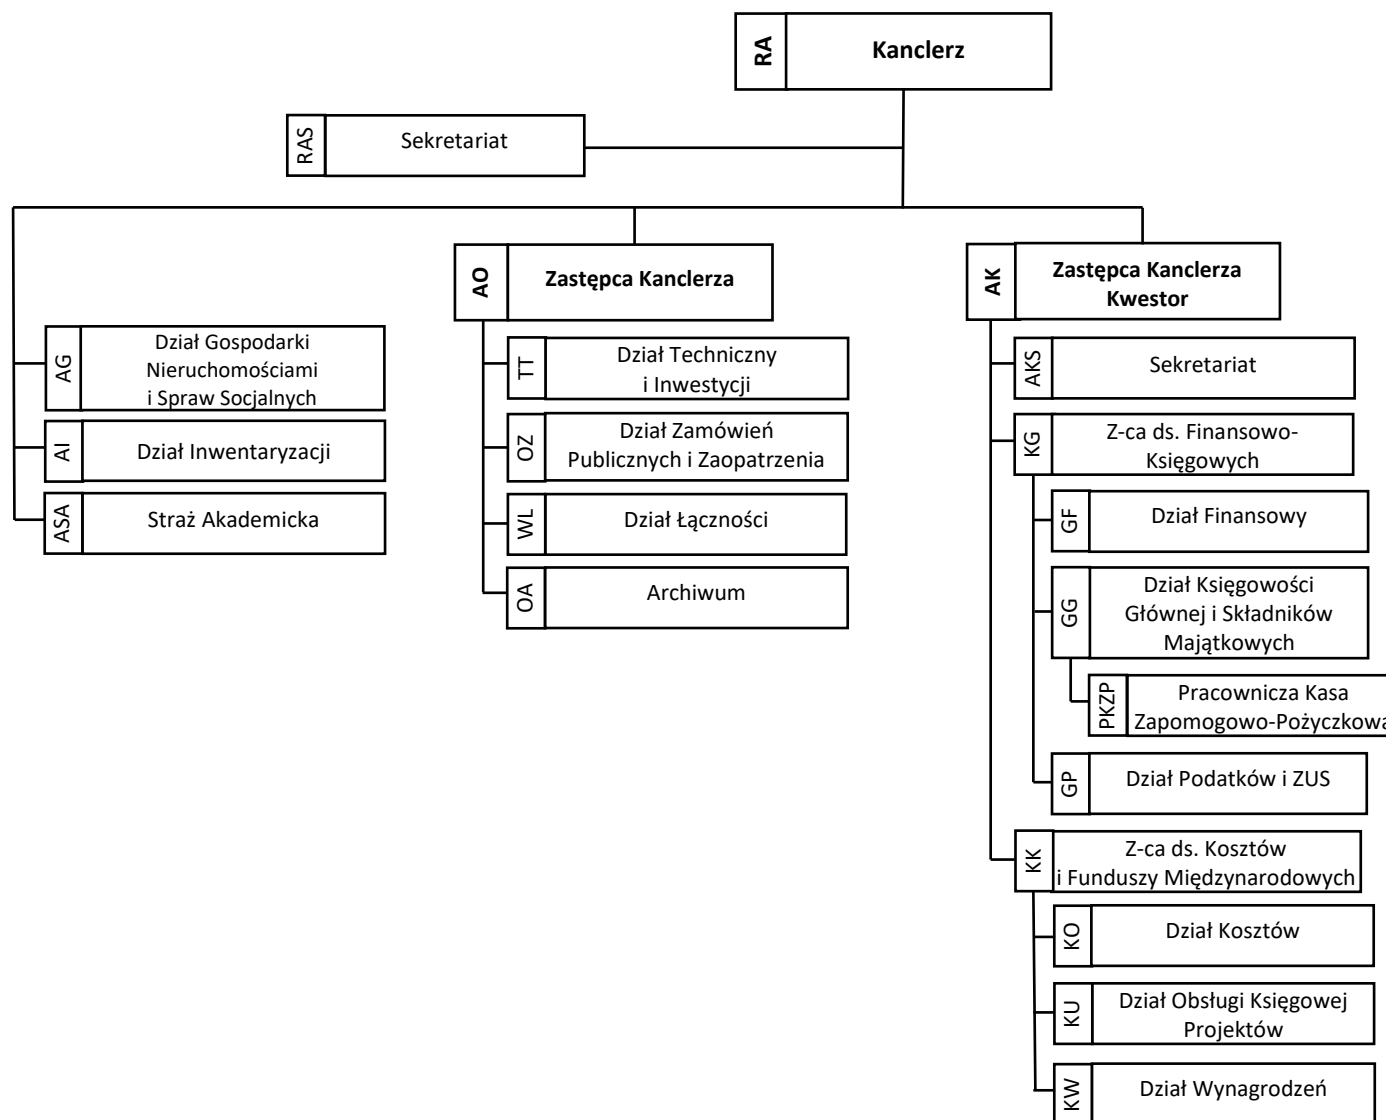 RA
Kanclerz
RAS
Sekretariat
AO
Zastępca Kanclerza
AK
Zastępca Kanclerza
Kwestor
AG
Dział Gospodarki
Nieruchomościami
i Spraw Socjalnych
AI
Dział Inwentaryzacji
ASA
Straż Akademicka
TT
Dział Techniczny
i Inwestycji
OZ
Dział Zamówień
Publicznych i Zaopatrzenia
WL
Dział Łączności
OA
Archiwum
AKS
Sekretariat
KG
Z-ca ds. Finansowo-
Księgowych
GF
Dział Finansowy
GG
Dział Księgowości
Głównej i Składników
Majątkowych
PKZP
Pracownicza Kasa
Zapomogowo-Pożyczkowa
GP
Dział Podatków i ZUS
KK
Z-ca ds. Kosztów
i Funduszy Międzynarodowych
KO
Dział Kosztów
KU
Dział Obsługi Księgowej
Projektów
KW
Dział Wynagrodzeń